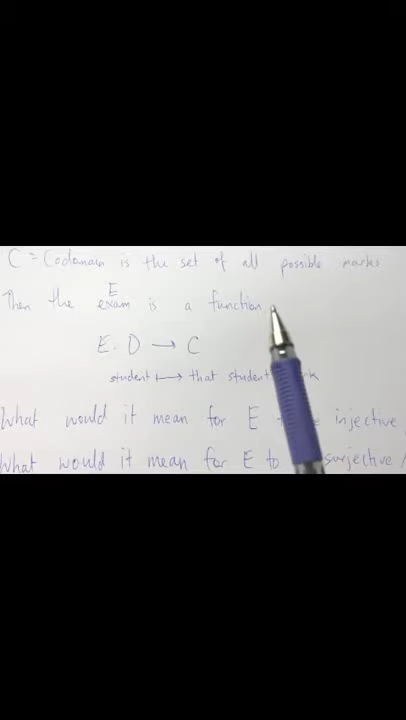 C = Codomain is the set of all possible marks
E
Then the exam is a function
E. D → C
student ↦ that student
What would it mean for E injective
What would it mean for E to surjective